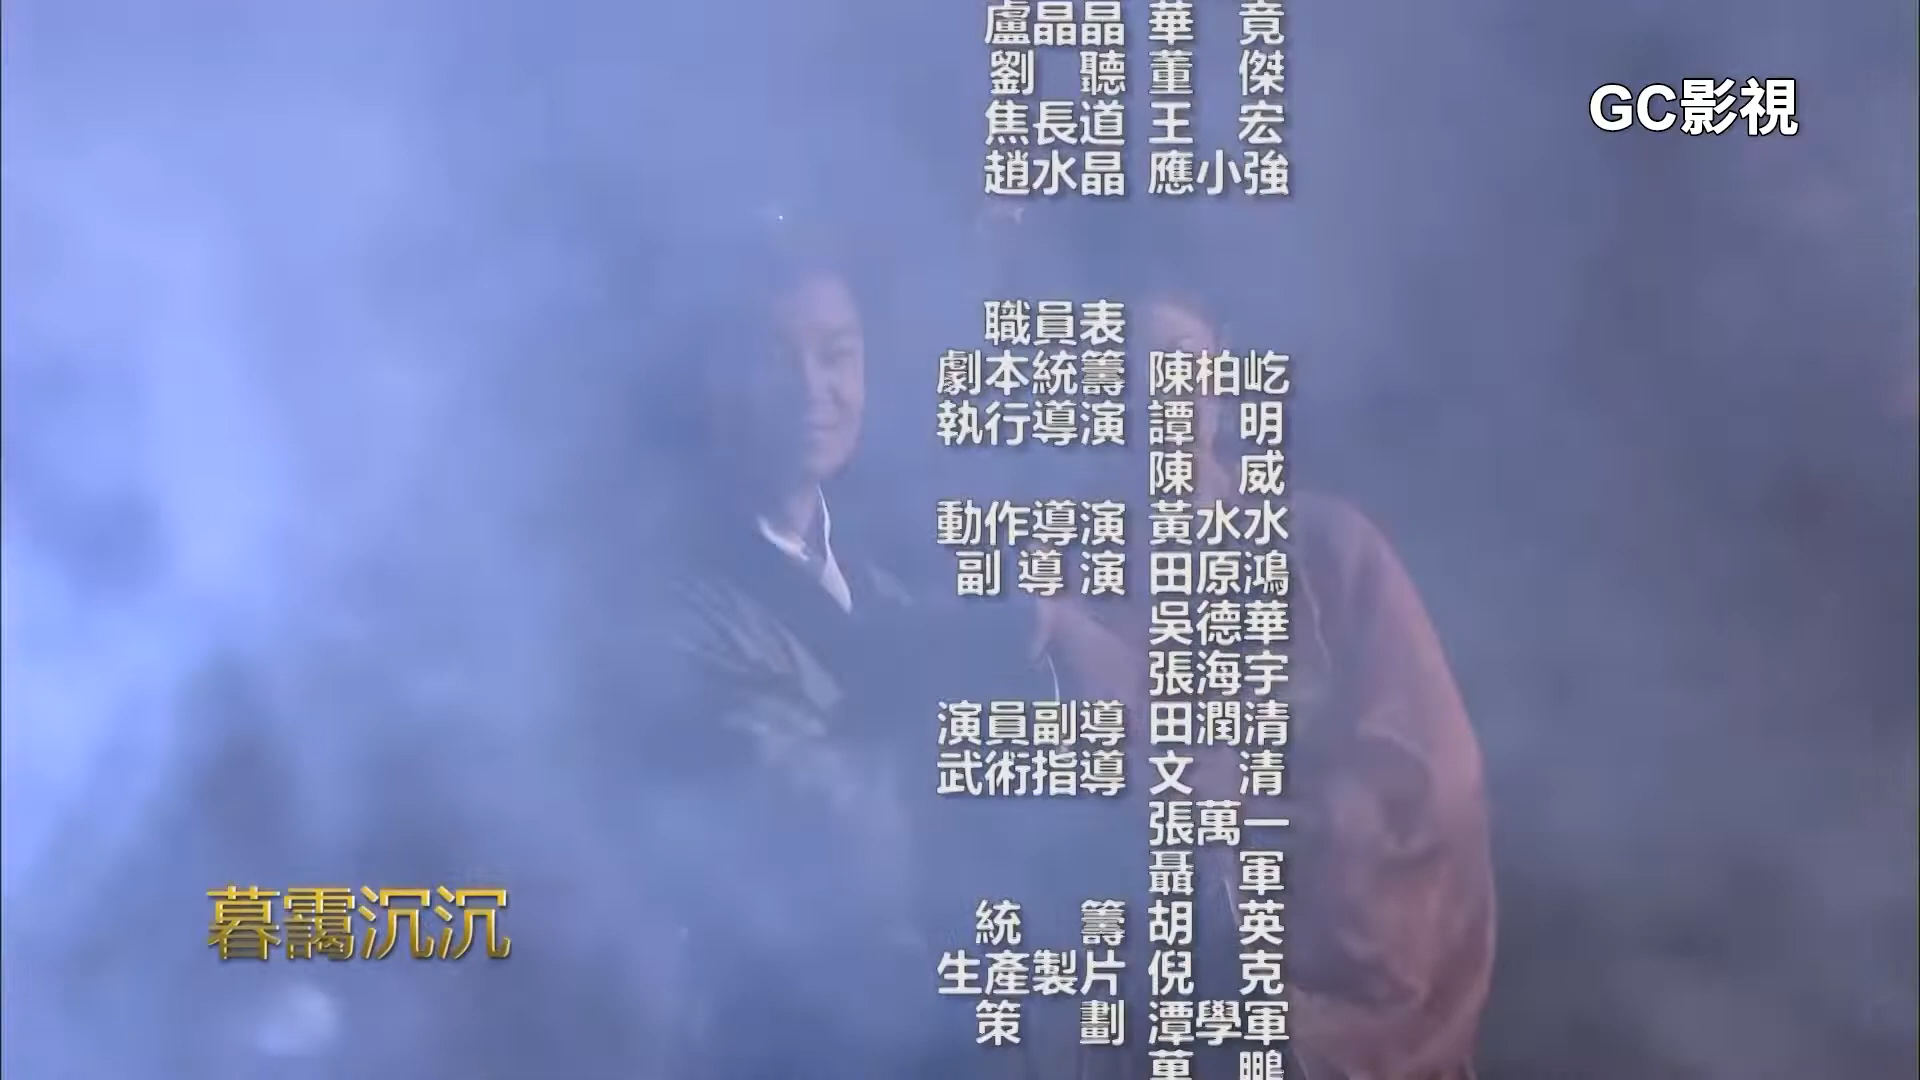 盧晶晶 華 竟
劉 聽 董 傑
焦長道 王 宏
趙水晶 應小強
GC影視
職員表
劇本統籌 陳柏屹
執行導演 譚 明
陳 威
動作導演 黃水水
副導演 田原鴻
吳德華
張海宇
演員副導 田潤清
武術指導 文 清
張萬一
聶 軍
統 籌 胡 英
生產製片 倪 克
策 劃 潭學軍
萬 鵬
暮靄沉沉